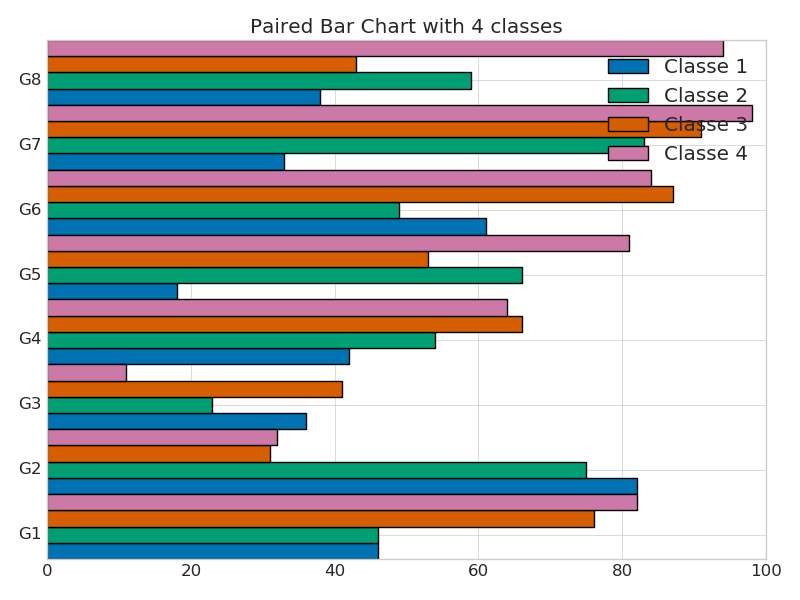 Paired Bar Chart with 4 classes
Classe 1
Classe 2
Classe 3
Classe 4
G8
G7
G6
G5
G4
G3
G2
G1
0 20 40 60 80 100